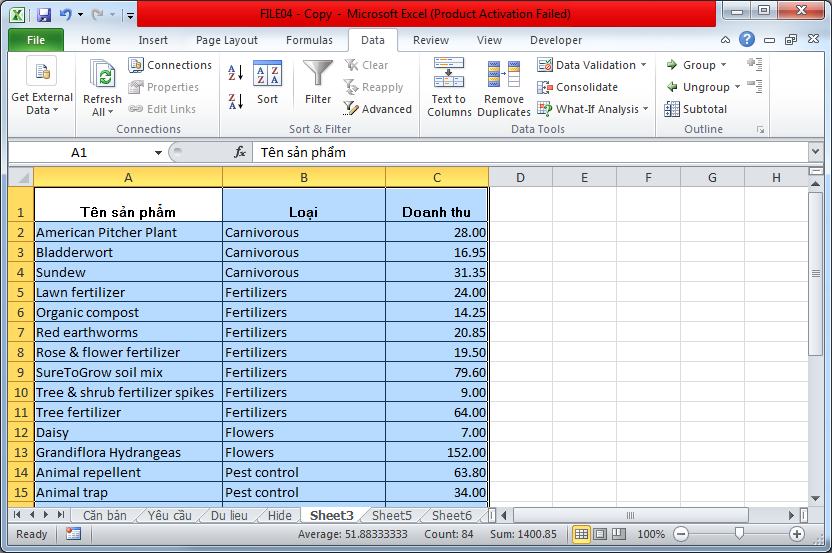 FILE04 - Copy - Microsoft Excel (Product Activation Failed)
File Home Insert Page Layout Formulas Data Review View Developer
Get External Data
Refresh All
Connections
Properties
Edit Links
Connections
Sort
Filter
Clear
Reapply
Advanced
Sort & Filter
Text to Columns
Remove Duplicates
Data Validation
Consolidate
What-If Analysis
Data Tools
Group
Ungroup
Subtotal
Outline
A1 fx Tên sản phẩm
A B C D E F G H
1 Tên sản phẩm Loại Doanh thu
2 American Pitcher Plant Carnivorous 28.00
3 Bladderwort Carnivorous 16.95
4 Sundew Carnivorous 31.35
5 Lawn fertilizer Fertilizers 24.00
6 Organic compost Fertilizers 14.25
7 Red earthworms Fertilizers 20.85
8 Rose & flower fertilizer Fertilizers 19.50
9 SureToGrow soil mix Fertilizers 79.60
10 Tree & shrub fertilizer spikes Fertilizers 9.00
11 Tree fertilizer Fertilizers 64.00
12 Daisy Flowers 7.00
13 Grandiflora Hydrangeas Flowers 152.00
14 Animal repellent Pest control 63.80
15 Animal trap Pest control 34.00
Căn bản Yêu cầu Du lieu Hide Sheet3 Sheet5 Sheet6
Ready Average: 51.88333333 Count: 84 Sum: 1400.85 100%